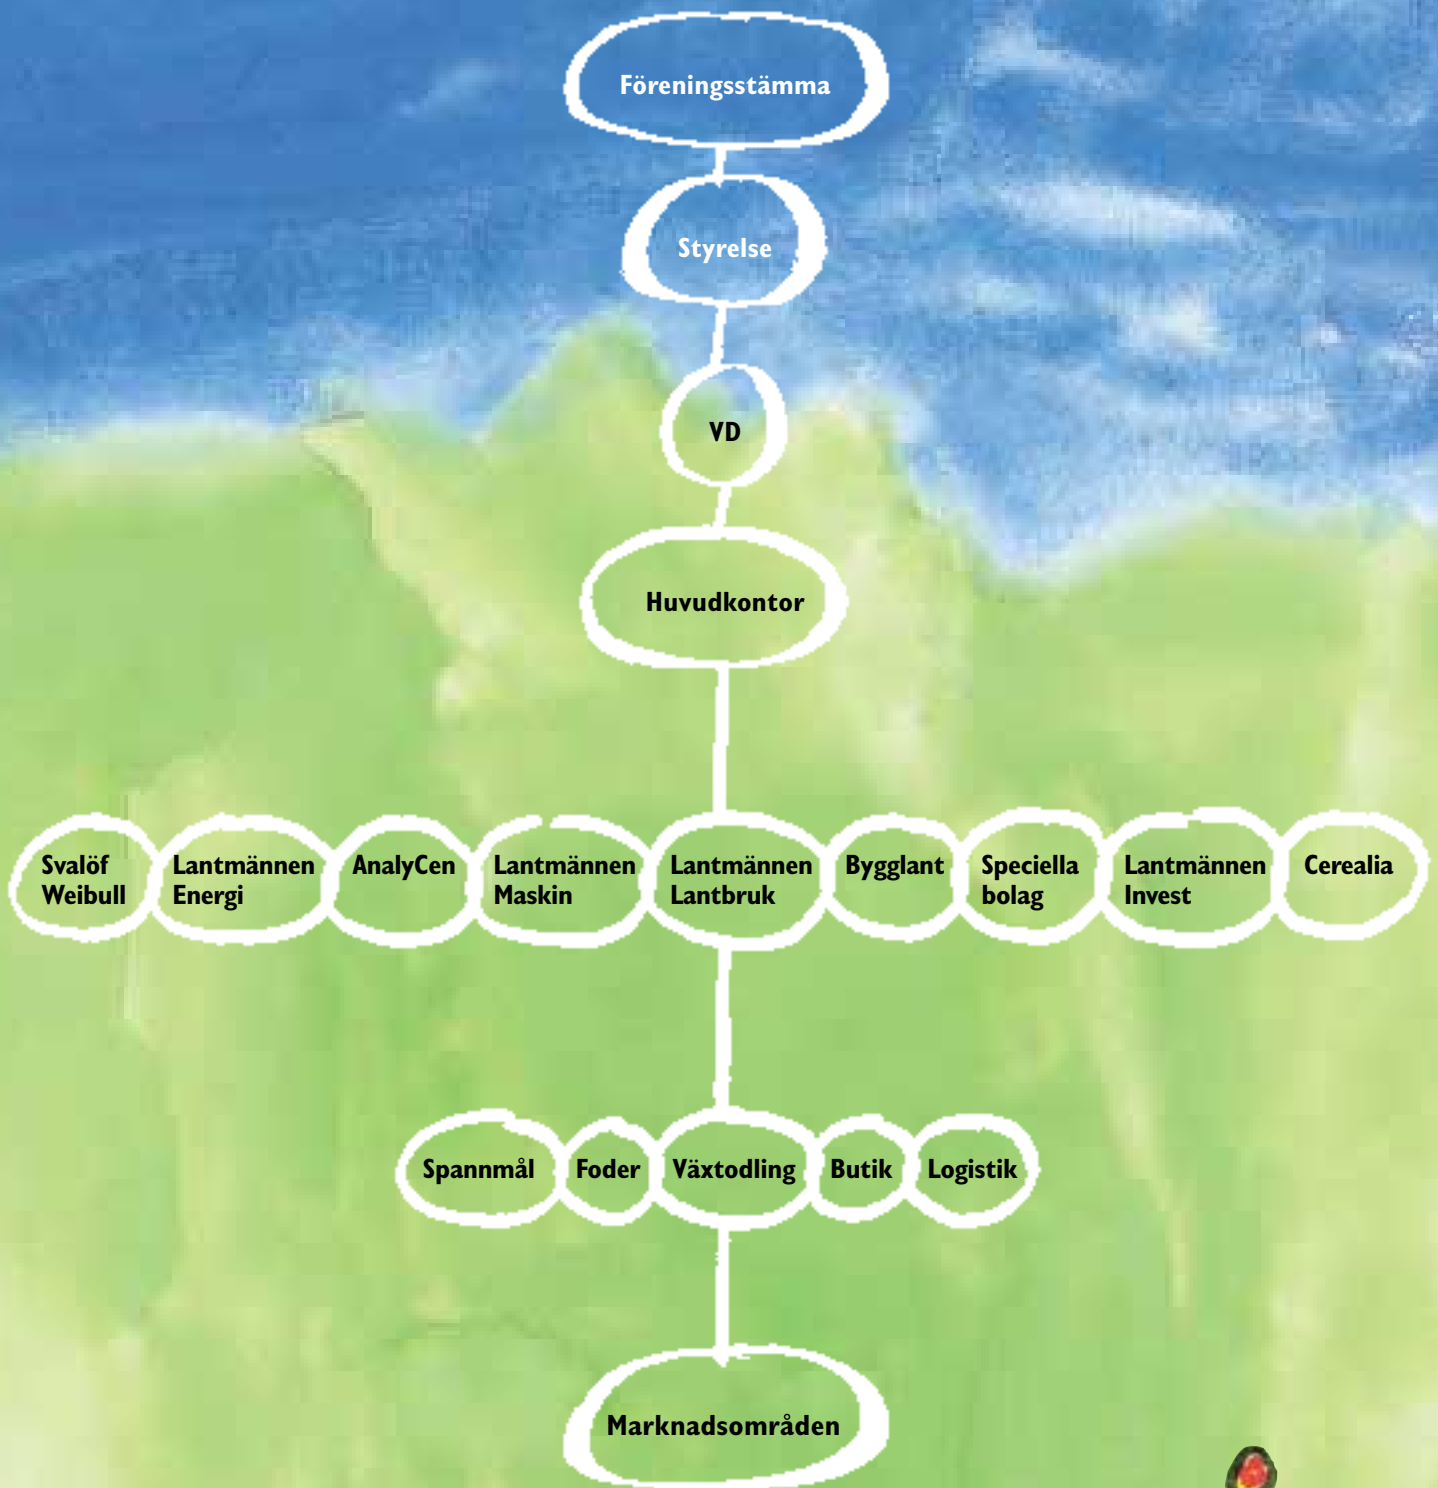 Föreningsstämma
Styrelse
VD
Huvudkontor
Svalöf
Weibull
Lantmännen
Energi
AnalyCen
Lantmännen
Maskin
Lantmännen
Lantbruk
Bygglant
Speciella
bolag
Lantmännen
Invest
Cerealia
Spannmål
Foder
Växtodling
Butik
Logistik
Marknadsområden